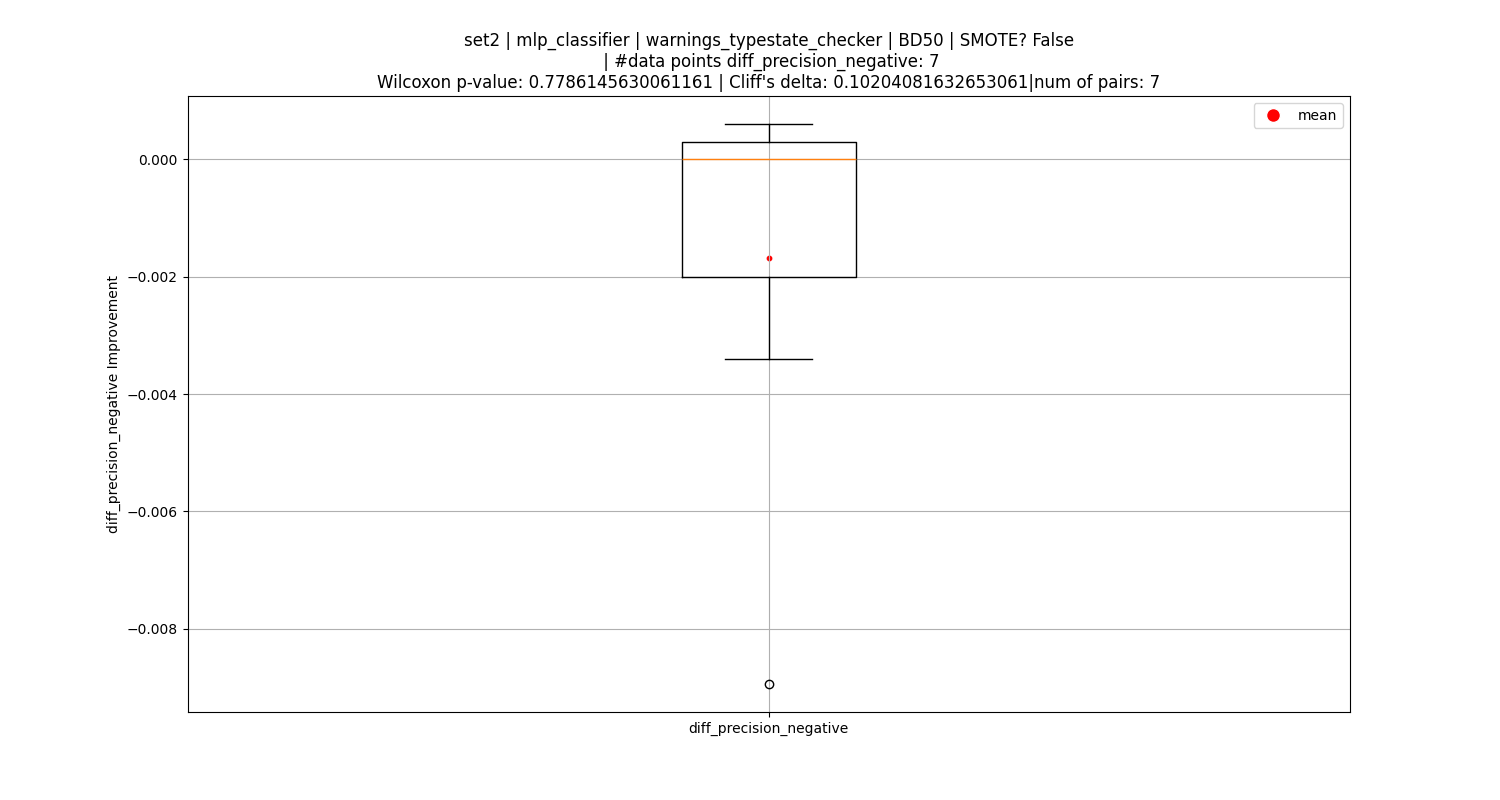 set2 | mlp_classifier | warnings_typestate_checker | BD50 | SMOTE? False
| #data points diff_precision_negative: 7
Wilcoxon p-value: 0.7786145630061161 | Cliff's delta: 0.10204081632653061|num of pairs: 7
mean
0.000
−0.002
−0.004
−0.006
−0.008
diff_precision_negative Improvement
diff_precision_negative